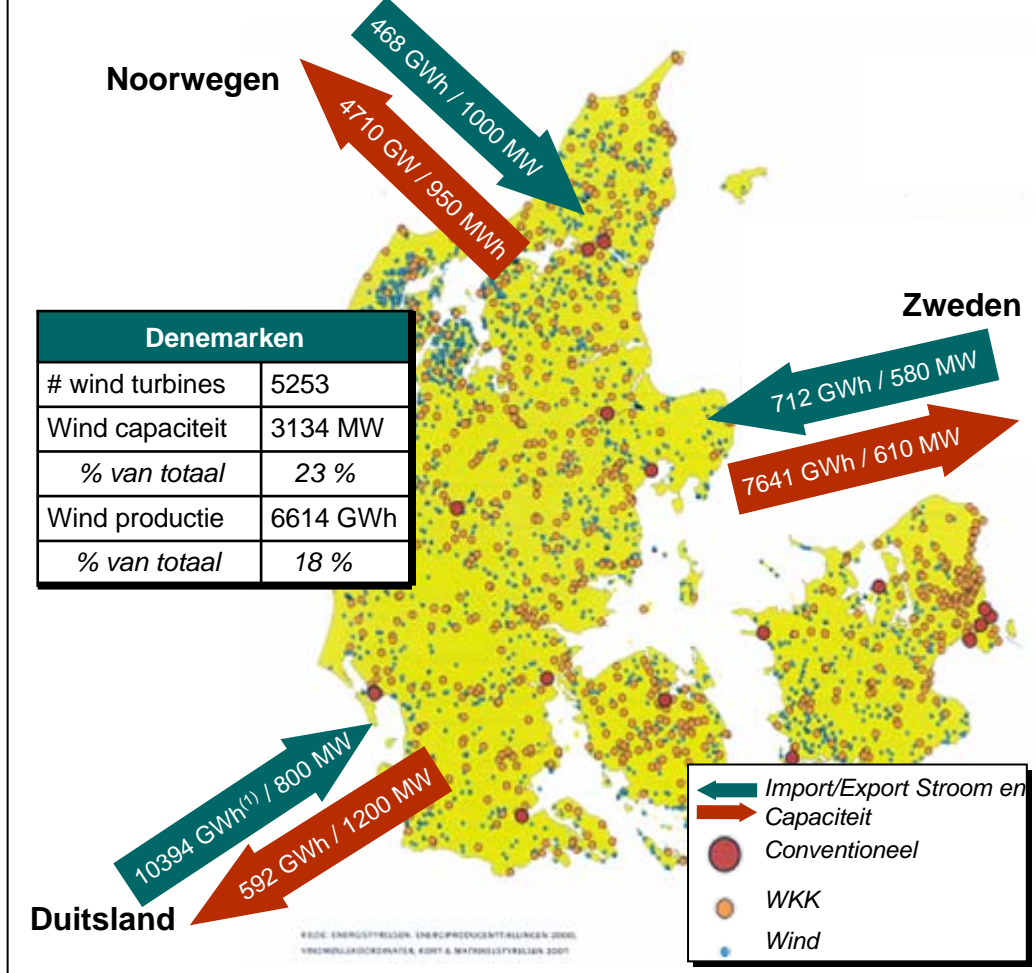 Noorwegen
468 GWh / 1000 MW
4710 GW / 950 MWh
Zweden
712 GWh / 580 MW
7641 GWh / 610 MW
Denemarken
# wind turbines 5253
Wind capaciteit 3134 MW
% van totaal 23 %
Wind productie 6614 GWh
% van totaal 18 %
10394 GWh(1) / 800 MW
592 GWh / 1200 MW
Duitsland
Import/Export Stroom en
Capaciteit
Conventioneel
WKK
Wind